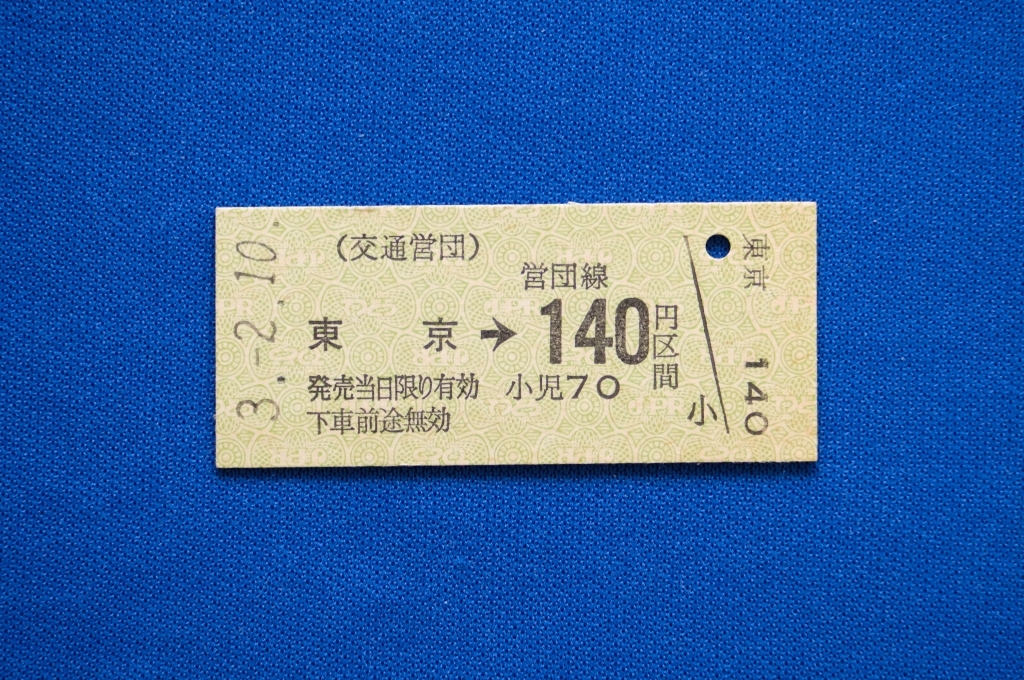 3.-2.10.
（交通営団）
営団線
東京→140円区間
発売当日限り有効 小児70
下車前途無効
小
東京 140